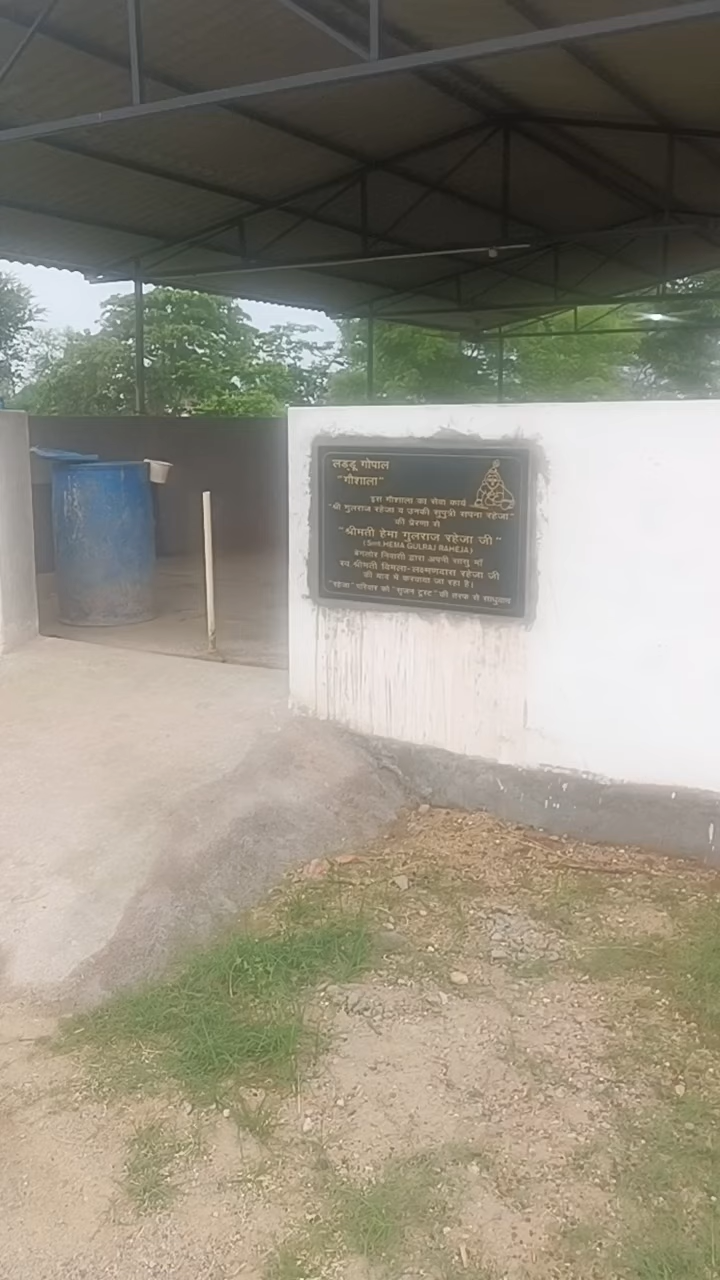 लड्डू गोपाल
"गौशाला"
इस गौशाला का सेवा कार्य
"श्री गुलराज रहेजा व उनकी सुपुत्री सपना रहेजा"
की प्रेरणा से
"श्रीमती हेमा गुलराज रहेजा जी"
(Smt. HEMA GULRAJ RAHEJA)
बेंगलोर निवासी द्वारा अपनी सासु माँ
स्व श्रीमती विमला-लक्ष्मणदास रहेजा जी
की याद में करवाया जा रहा है।
"रहेजा" परिवार को "सृजन ट्रस्ट" की तरफ से साधुवाद